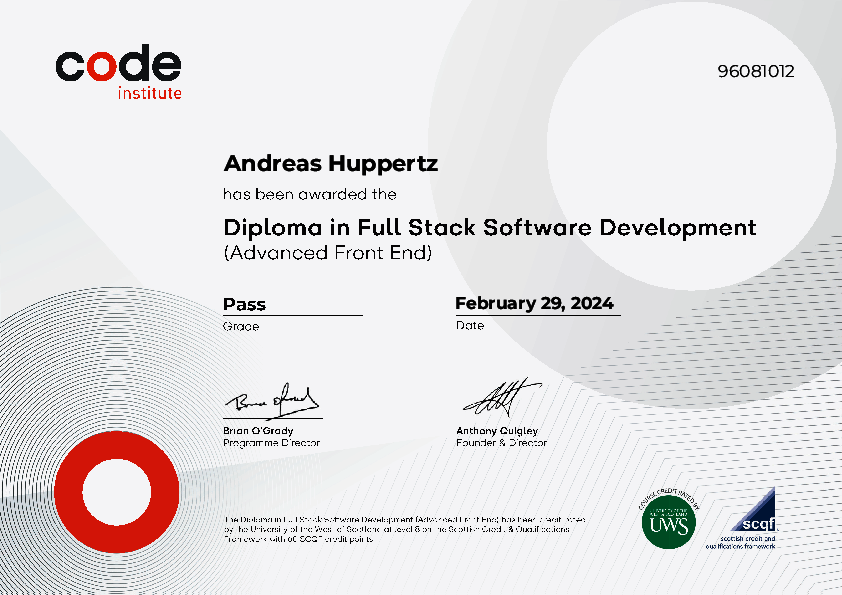 code
institute
96081012
Andreas Huppertz
has been awarded the
Diploma in Full Stack Software Development
(Advanced Front End)
Pass
February 29, 2024
Grade
Date
Brian O'Grady
Anthony Quigley
Programme Director
Founder & Director
The Diploma in Full Stack Software Development (Advanced Front End) has been credit rated
by the University of the West of Scotland at Level 8 on the Scottish Credit & Qualifications
Framework with credit points
COURSE CREDIT RATED BY
UWS
scqf
scottish credit and
qualifications framework